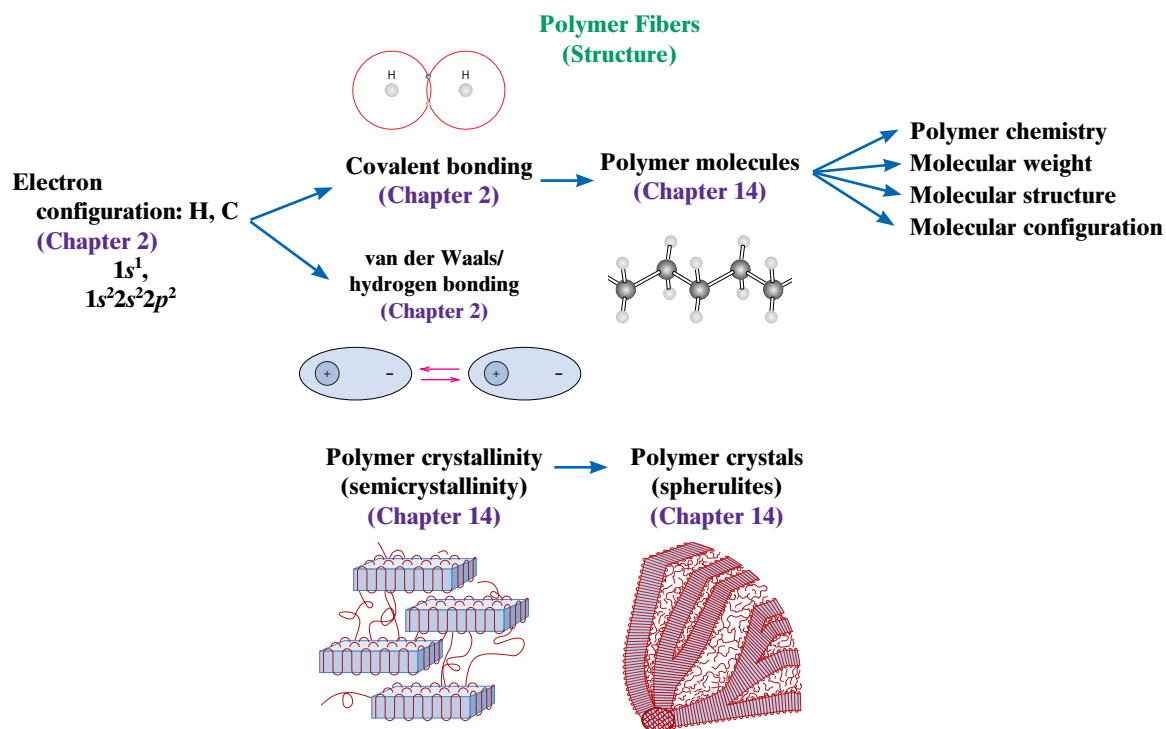 Polymer Fibers
(Structure)
H H
Covalent bonding
(Chapter 2)
Polymer molecules
(Chapter 14)
Polymer chemistry
Molecular weight
Molecular structure
Molecular configuration
Electron
configuration: H, C
(Chapter 2)
1s¹,
1s²2s²2p²
van der Waals/
hydrogen bonding
(Chapter 2)
+ – + –
Polymer crystallinity
(semicrystallinity)
(Chapter 14)
Polymer crystals
(spherulites)
(Chapter 14)